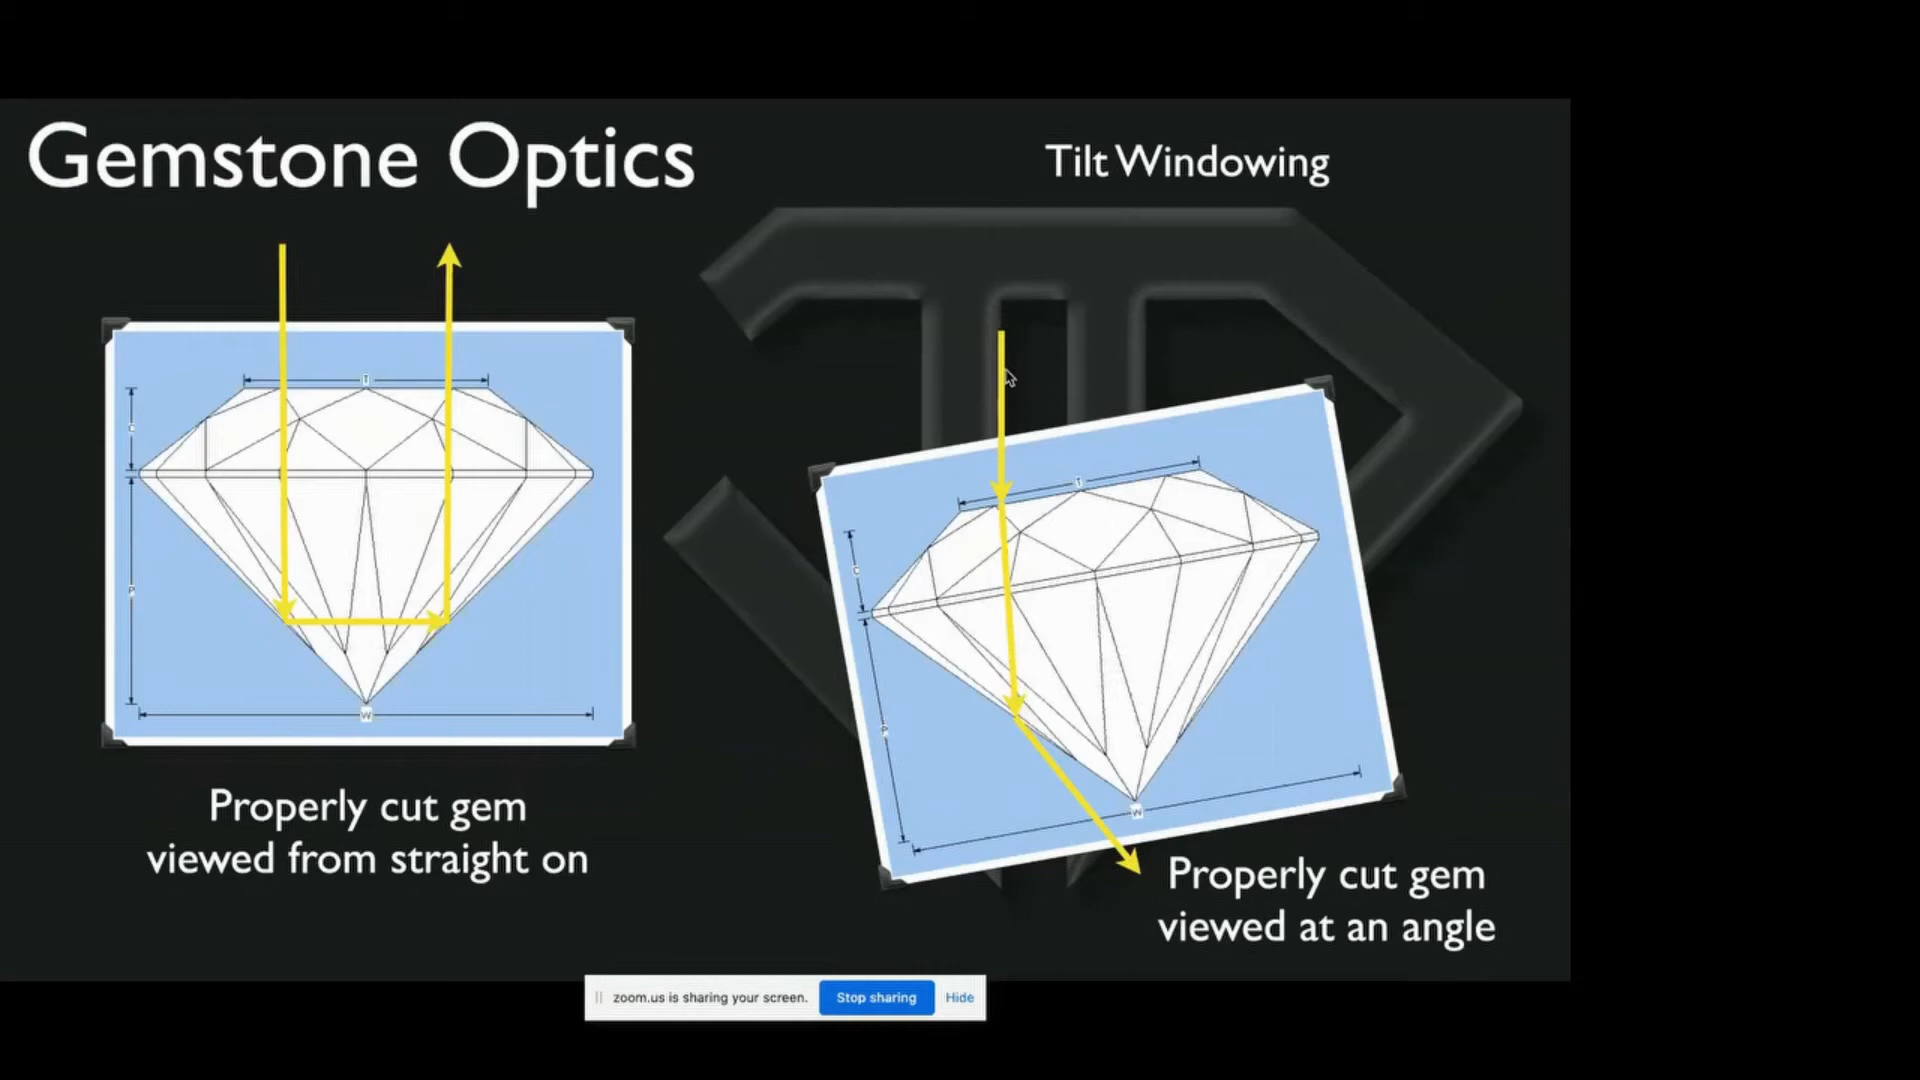 Gemstone Optics
Tilt Windowing
T
C
P
W
T
C
P
W
Properly cut gem
viewed from straight on
Properly cut gem
viewed at an angle
zoom.us is sharing your screen. Stop sharing Hide